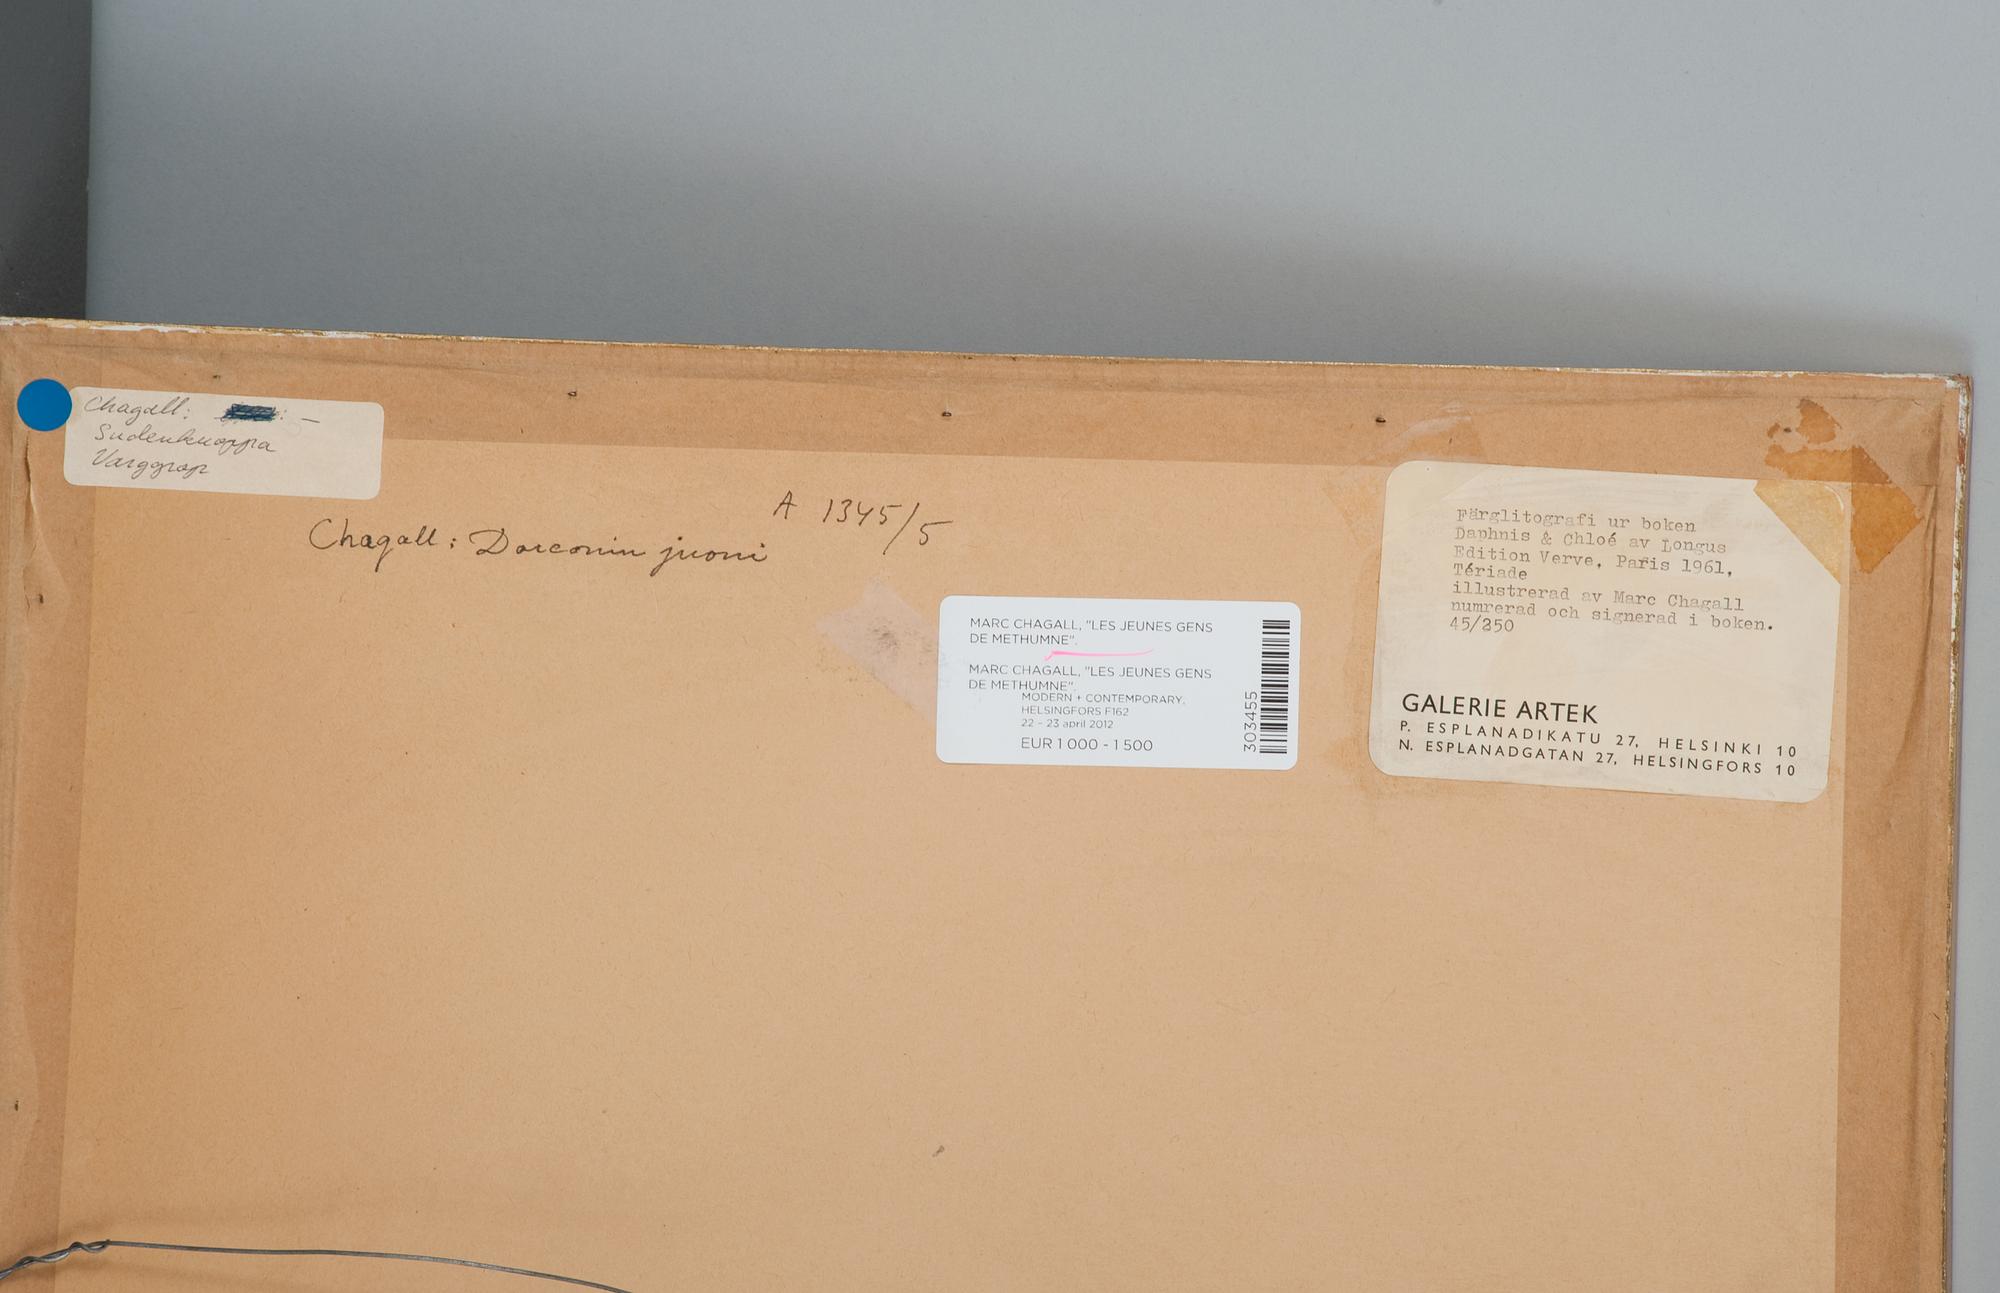 Chagall: : —
Sudenkuoppa
Varggrop
A 1345/5
Chagall: Dorconin juoni
MARC CHAGALL, "LES JEUNES GENS
DE METHUMNE".
MARC CHAGALL, "LES JEUNES GENS
DE METHUMNE".
MODERN + CONTEMPORARY,
HELSINGFORS F162
22 - 23 april 2012
EUR 1 000 - 1 500
303455
Färglitografi ur boken
Daphnis & Chloé av Longus
Edition Verve, Paris 1961,
Tériade
illustrerad av Marc Chagall
numrerad och signerad i boken.
45/250
GALERIE ARTEK
P. ESPLANADIKATU 27, HELSINKI 10
N. ESPLANADGATAN 27, HELSINGFORS 10